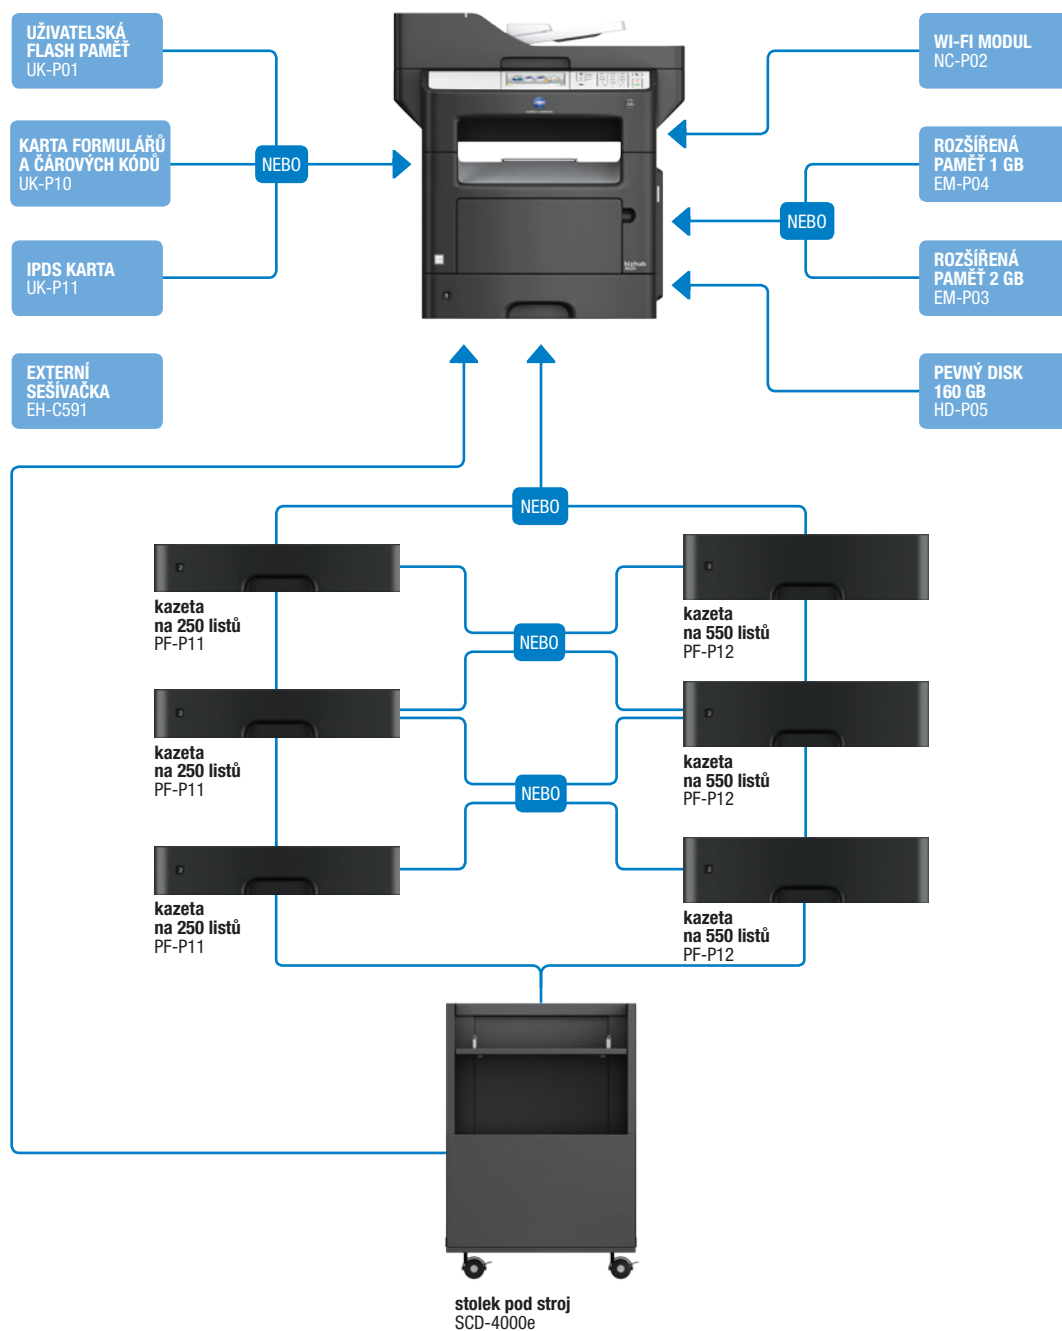 UŽIVATELSKÁ
FLASH PAMĚŤ
UK-P01
KARTA FORMULÁŘŮ
A ČÁROVÝCH KÓDŮ
UK-P10
IPDS KARTA
UK-P11
EXTERNÍ
SEŠÍVAČKA
EH-C591
NEBO
bizhub
WI-FI MODUL
NC-P02
ROZŠÍŘENÁ
PAMĚŤ 1 GB
EM-P04
NEBO
ROZŠÍŘENÁ
PAMĚŤ 2 GB
EM-P03
PEVNÝ DISK
160 GB
HD-P05
NEBO
kazeta
na 250 listů
PF-P11
kazeta
na 550 listů
PF-P12
NEBO
kazeta
na 250 listů
PF-P11
kazeta
na 550 listů
PF-P12
NEBO
kazeta
na 250 listů
PF-P11
kazeta
na 550 listů
PF-P12
stolek pod stroj
SCD-4000e